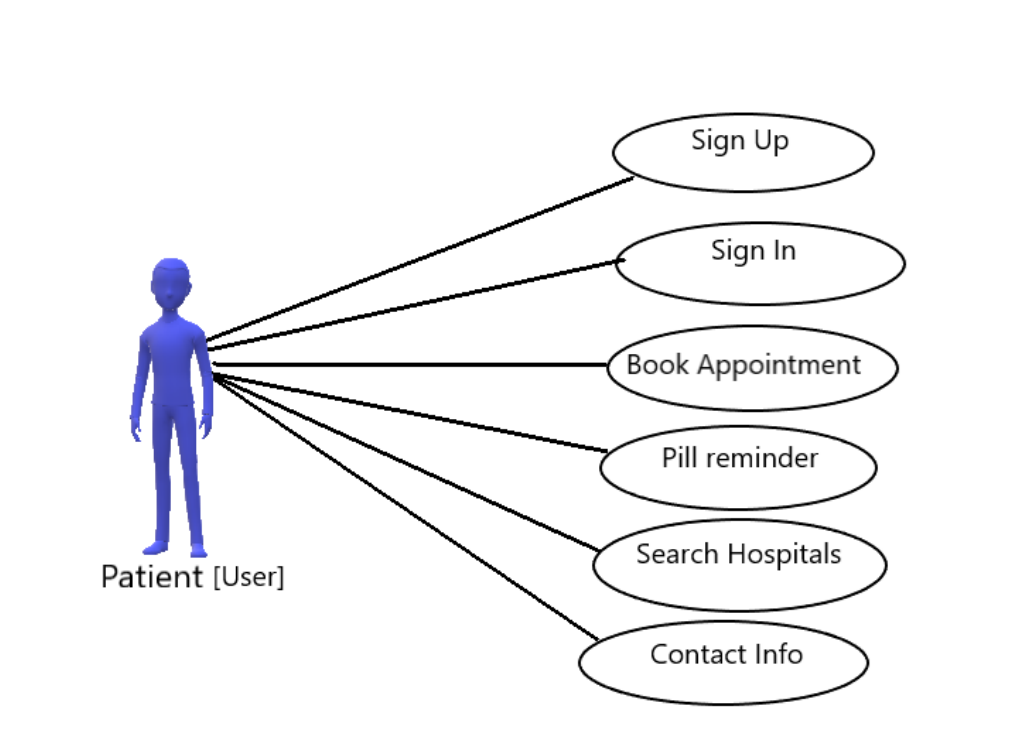 Sign Up
Sign In
Book Appointment
Pill reminder
Search Hospitals
Contact Info
Patient [User]